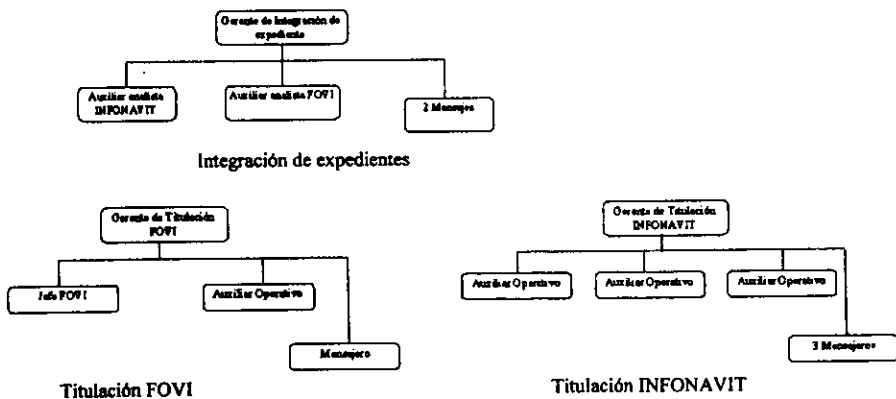 Gerente de Integración de
expediente
Auxiliar analista
INFONAVIT
Auxiliar analista FOVI
2 Mensajes
Integración de expedientes
Gerente de Titulación
FOVI
Jefe FOVI
Auxiliar Operativo
Mensajero
Titulación FOVI
Gerente de Titulación
INFONAVIT
Auxiliar Operativo
Auxiliar Operativo
Auxiliar Operativo
3 Mensajeros
Titulación INFONAVIT